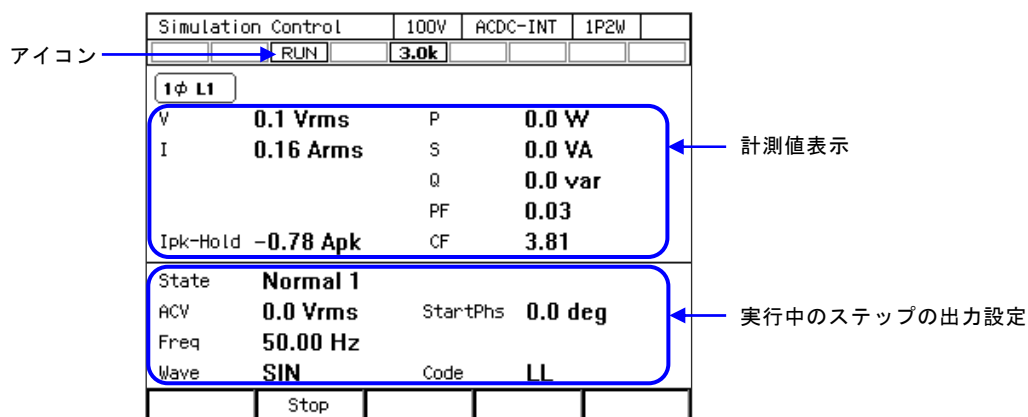 Simulation Control 100V ACDC-INT 1P2W
アイコン RUN 3.0k
1φ L1
V 0.1 Vrms P 0.0 W
I 0.16 Arms S 0.0 VA 計測値表示
Q 0.0 var
PF 0.03
Ipk-Hold -0.78 Apk CF 3.81
State Normal 1
ACV 0.0 Vrms StartPhs 0.0 deg 実行中のステップの出力設定
Freq 50.00 Hz
Wave SIN Code LL
Stop